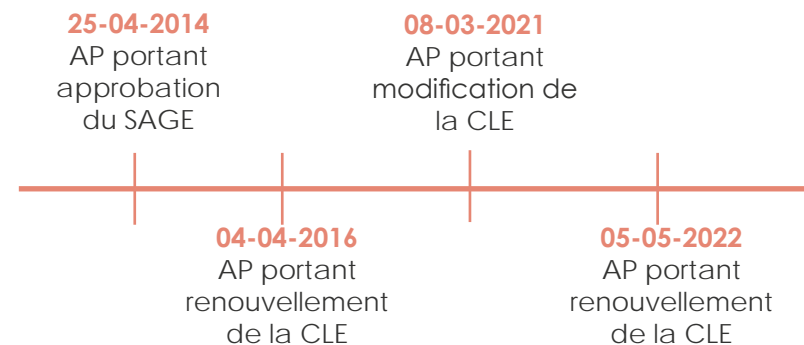 25-04-2014
AP portant
approbation
du SAGE
08-03-2021
AP portant
modification de
la CLE
04-04-2016
AP portant
renouvellement
de la CLE
05-05-2022
AP portant
renouvellement
de la CLE